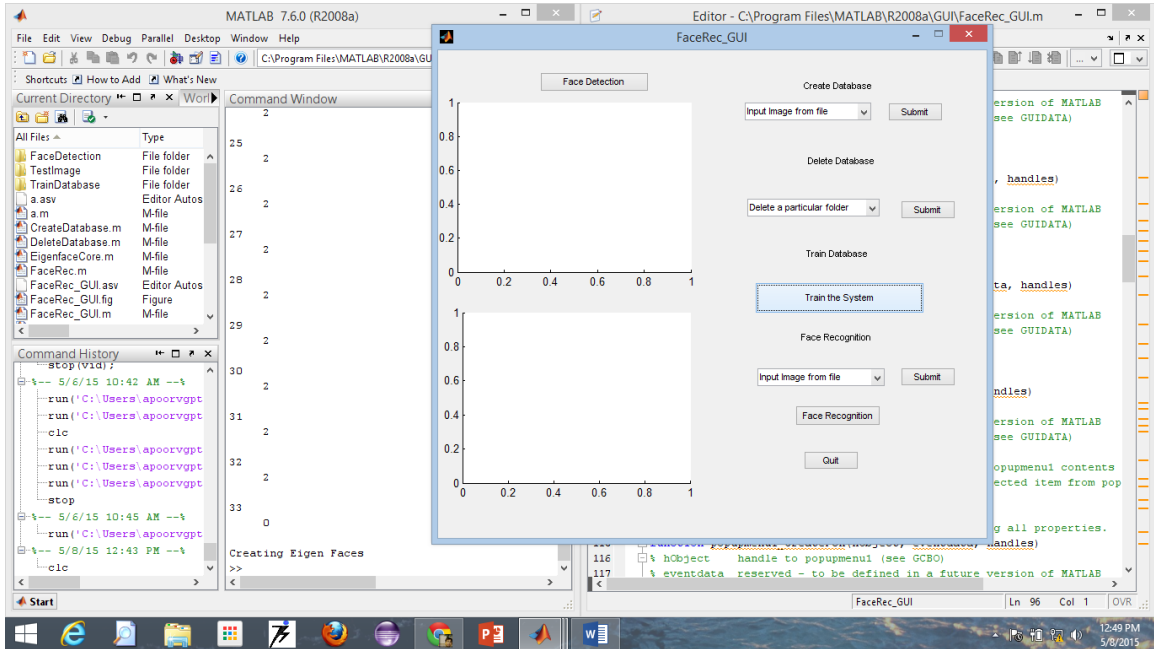 MATLAB 7.6.0 (R2008a)
File Edit View Debug Parallel Desktop Window Help
C:\Program Files\MATLAB\R2008a\GU
Shortcuts How to Add What's New
Current Directory
Worl
All Files
Type
FaceDetection File folder
TestImage File folder
TrainDatabase File folder
a.asv Editor Autos
a.m M-file
CreateDatabase.m M-file
DeleteDatabase.m M-file
EigenfaceCore.m M-file
FaceRec.m M-file
FaceRec_GUI.asv Editor Autos
FaceRec_GUI.fig Figure
FaceRec_GUI.m M-file
Command History
stop(vid);
%-- 5/6/15 10:42 AM --%
run('C:\Users\apoorvgpt
run('C:\Users\apoorvgpt
clc
run('C:\Users\apoorvgpt
run('C:\Users\apoorvgpt
stop
%-- 5/6/15 10:45 AM --%
run('C:\Users\apoorvgpt
%-- 5/8/15 12:43 PM --%
clc
Command Window
2
25
2
26
2
27
2
28
2
29
2
30
2
31
2
32
2
33
0
Creating Eigen Faces
>>
FaceRec_GUI
Face Detection
1
0.8
0.6
0.4
0.2
0
0 0.2 0.4 0.6 0.8 1
1
0.8
0.6
0.4
0.2
0
0 0.2 0.4 0.6 0.8 1
Create Database
Input Image from file
Submit
Delete Database
Delete a particular folder
Submit
Train Database
Train the System
Face Recognition
Input Image from file
Submit
Face Recognition
Quit
Editor - C:\Program Files\MATLAB\R2008a\GUI\FaceRec_GUI.m
ersion of MATLAB
see GUIDATA)
, handles)
ersion of MATLAB
see GUIDATA)
ta, handles)
ersion of MATLAB
see GUIDATA)
ndles)
ersion of MATLAB
see GUIDATA)
opupmenu1 contents
ected item from pop
g all properties.
handles)
116 % hObject handle to popupmenu1 (see GCBO)
117 % eventdata reserved - to be defined in a future version of MATLAB
FaceRec_GUI
Ln 96 Col 1
OVR
Start
12:49 PM
5/8/2015